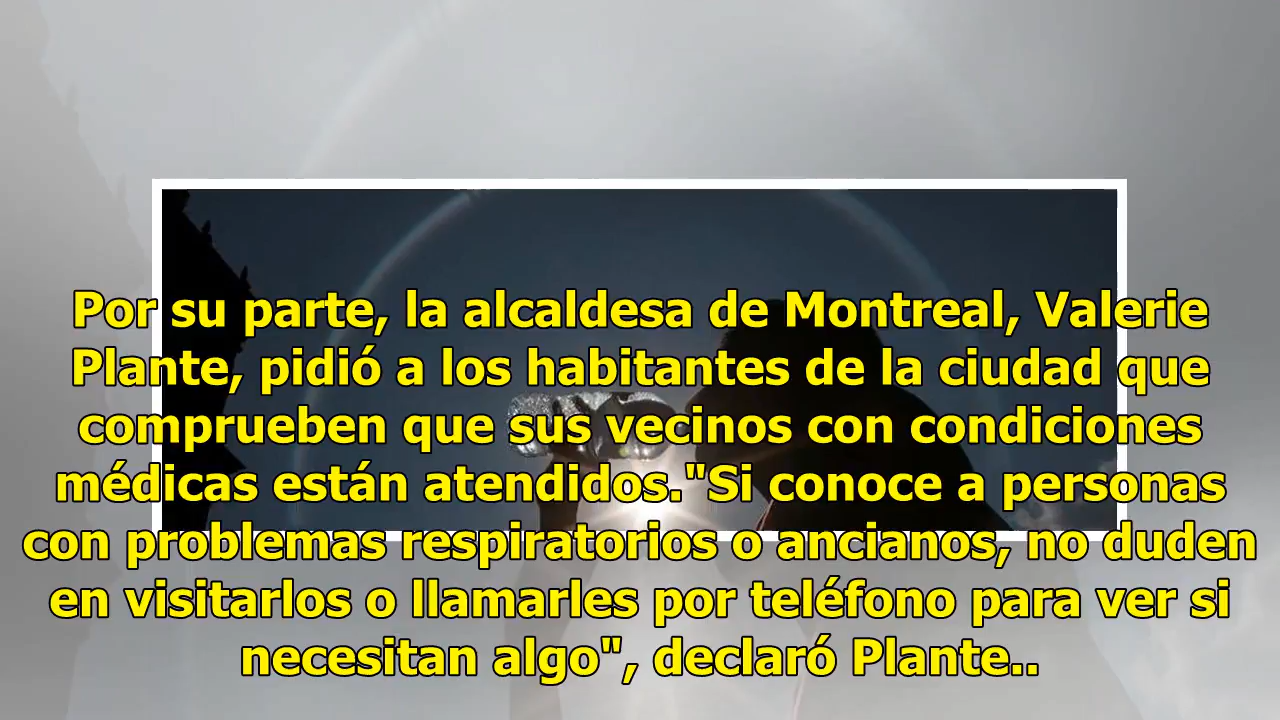 Por su parte, la alcaldesa de Montreal, Valerie
Plante, pidió a los habitantes de la ciudad que
comprueben que sus vecinos con condiciones
médicas están atendidos."Si conoce a personas
con problemas respiratorios o ancianos, no duden
en visitarlos o llamarles por teléfono para ver si
necesitan algo", declaró Plante..